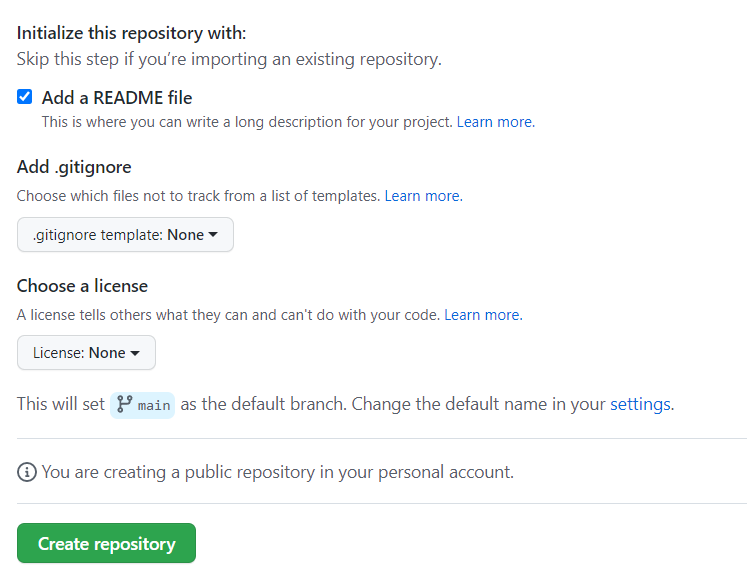 Initialize this repository with:
Skip this step if you're importing an existing repository.
Add a README file
This is where you can write a long description for your project. Learn more.
Add .gitignore
Choose which files not to track from a list of templates. Learn more.
.gitignore template: None
Choose a license
A license tells others what they can and can't do with your code. Learn more.
License: None
This will set main as the default branch. Change the default name in your settings.
You are creating a public repository in your personal account.
Create repository